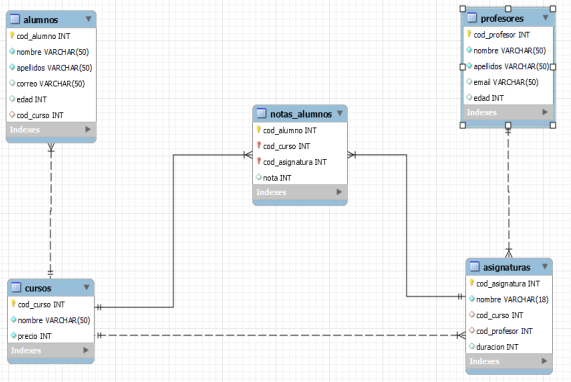 alumnos
cod_alumno INT
nombre VARCHAR(50)
apellidos VARCHAR(50)
correo VARCHAR(50)
edad INT
cod_curso INT
Indexes
profesores
cod_profesor INT
nombre VARCHAR(50)
apellidos VARCHAR(50)
email VARCHAR(50)
edad INT
Indexes
notas_alumnos
cod_alumno INT
cod_curso INT
cod_asignatura INT
nota INT
Indexes
cursos
cod_curso INT
nombre VARCHAR(50)
precio INT
Indexes
asignaturas
cod_asignatura INT
nombre VARCHAR(18)
cod_curso INT
cod_profesor INT
duracion INT
Indexes